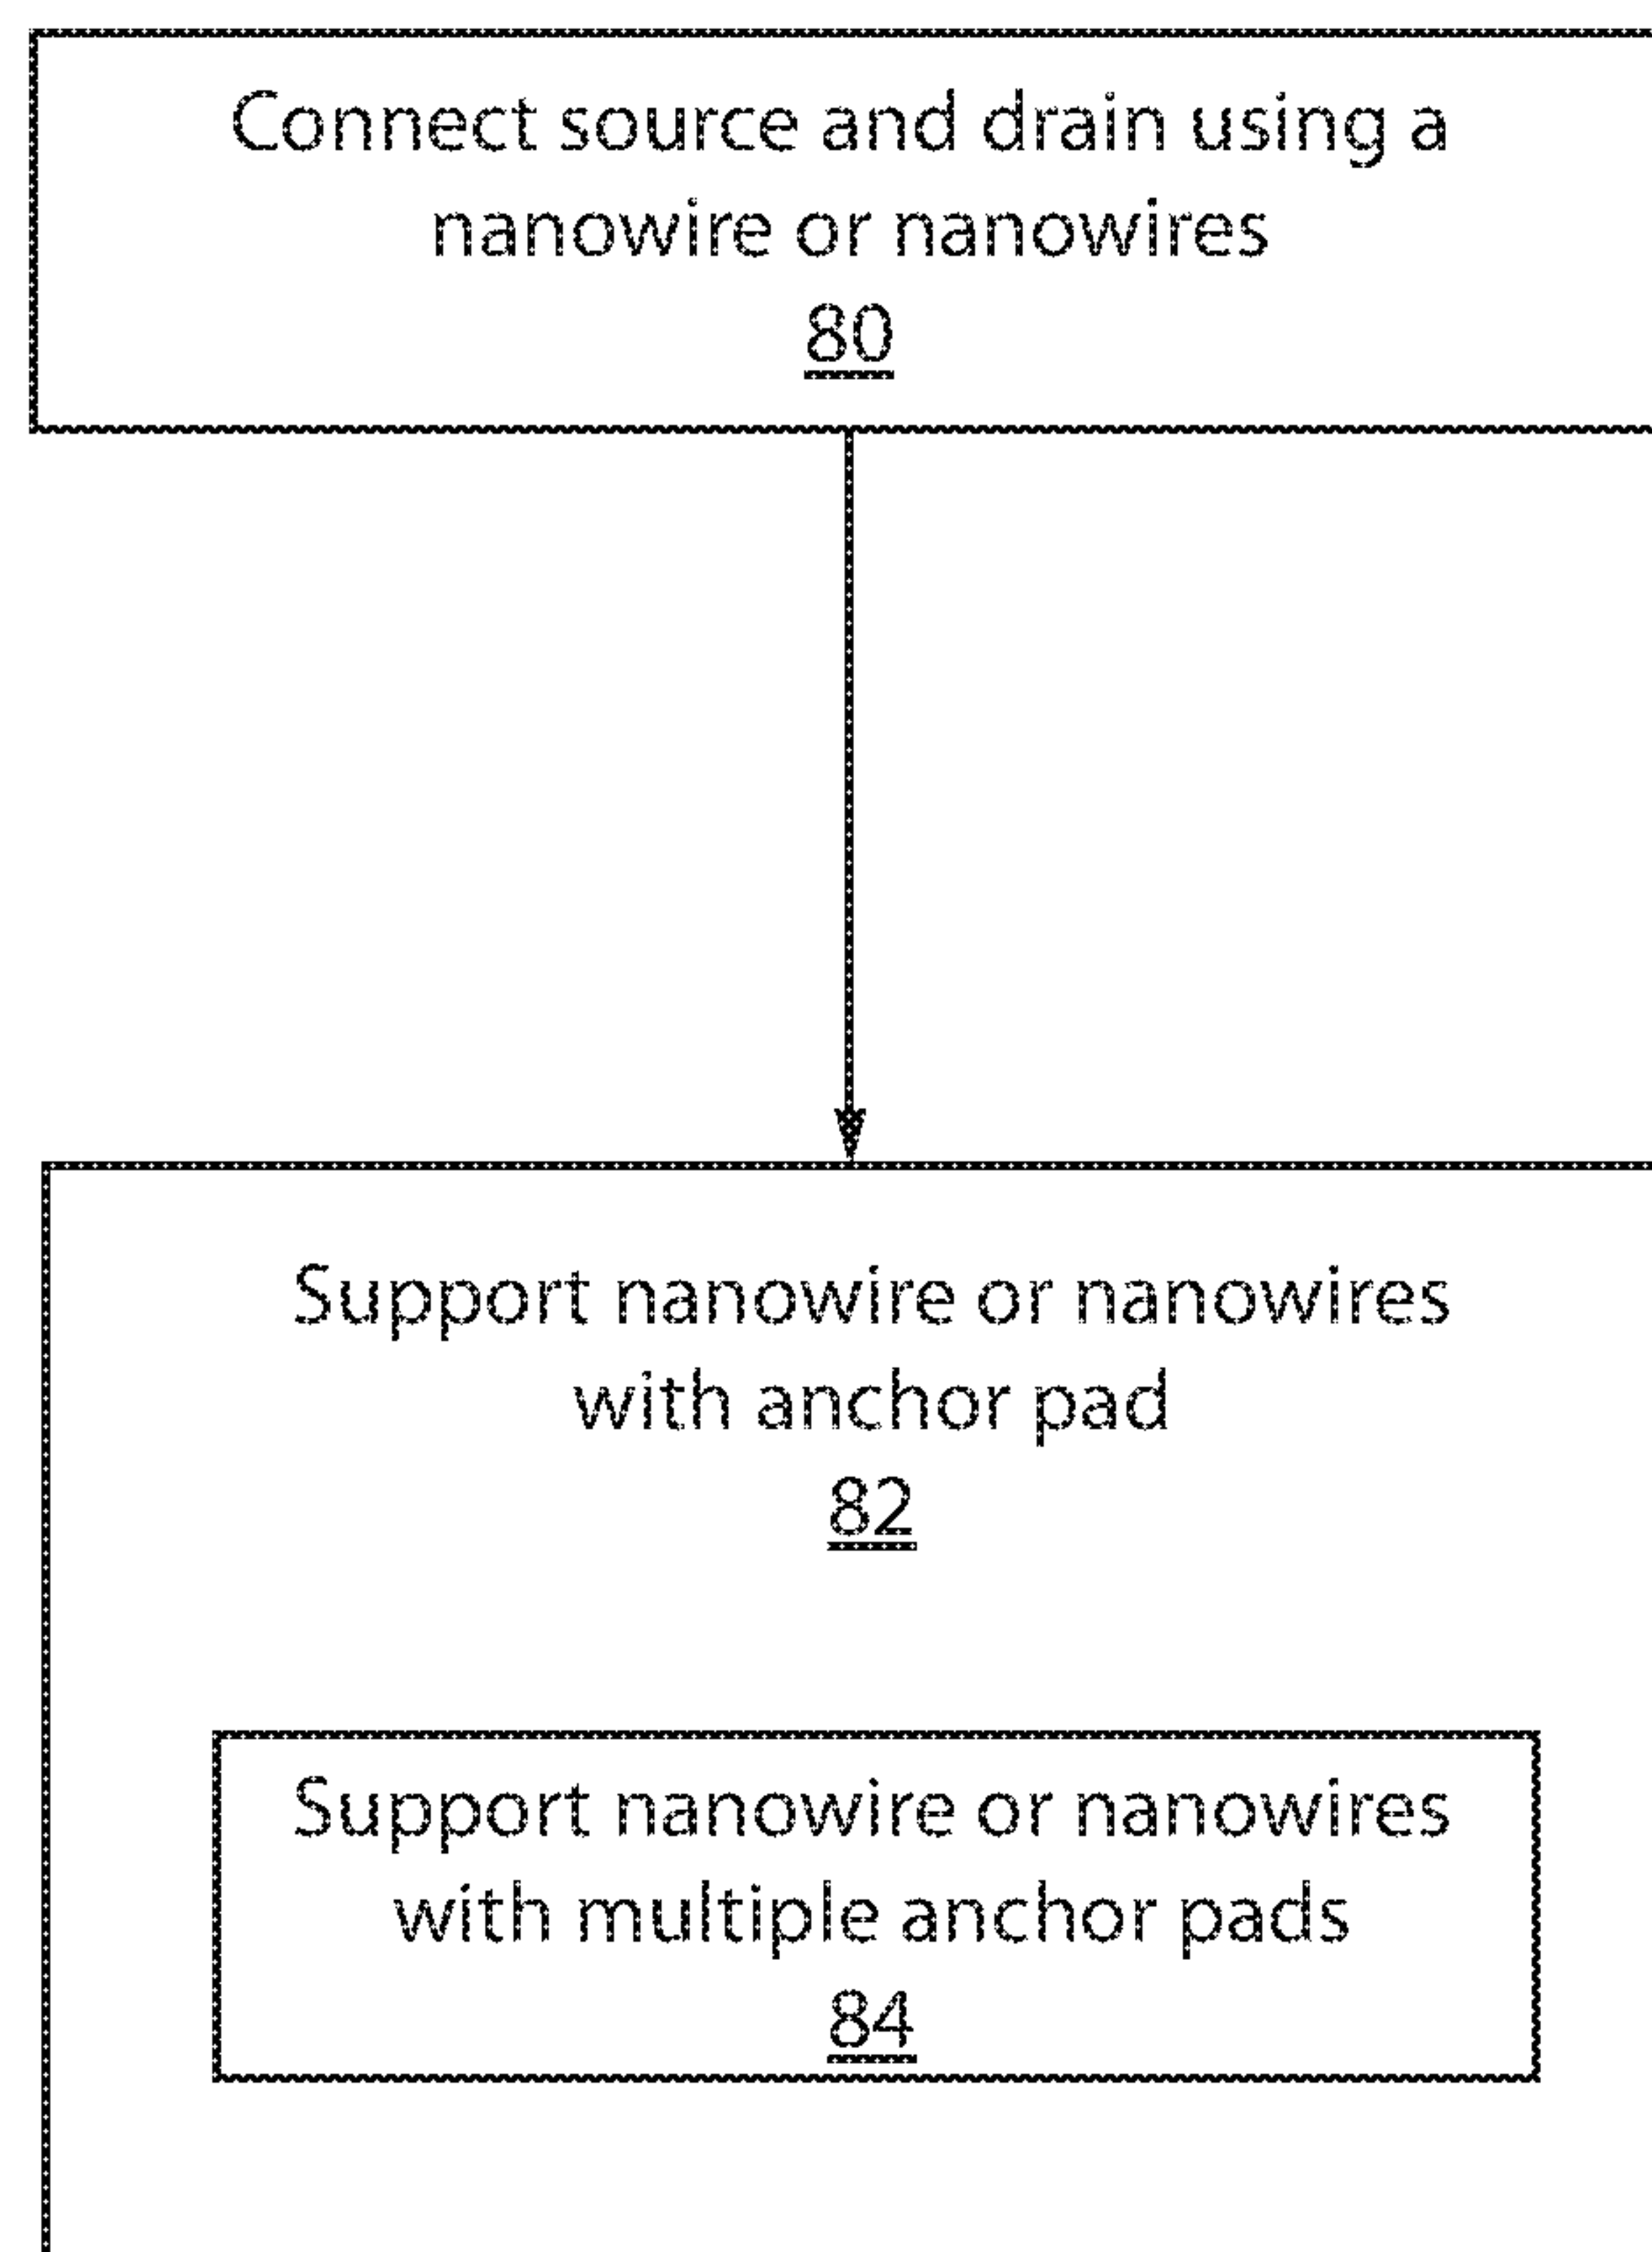 Connect source and drain using a
nanowire or nanowires
80
Support nanowire or nanowires
with anchor pad
82
Support nanowire or nanowires
with multiple anchor pads
84